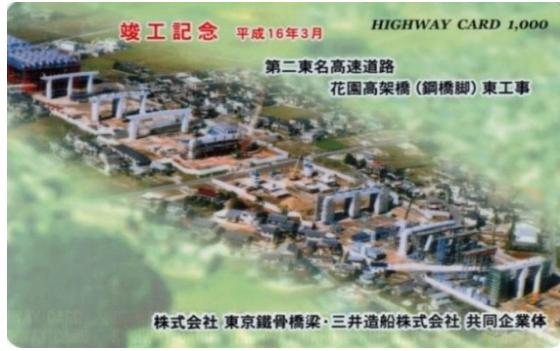 竣工記念 平成16年3月
HIGHWAY CARD 1,000
第二東名高速道路
花園高架橋(鋼橋脚)東工事
株式会社 東京鐵骨橋梁・三井造船株式会社 共同企業体